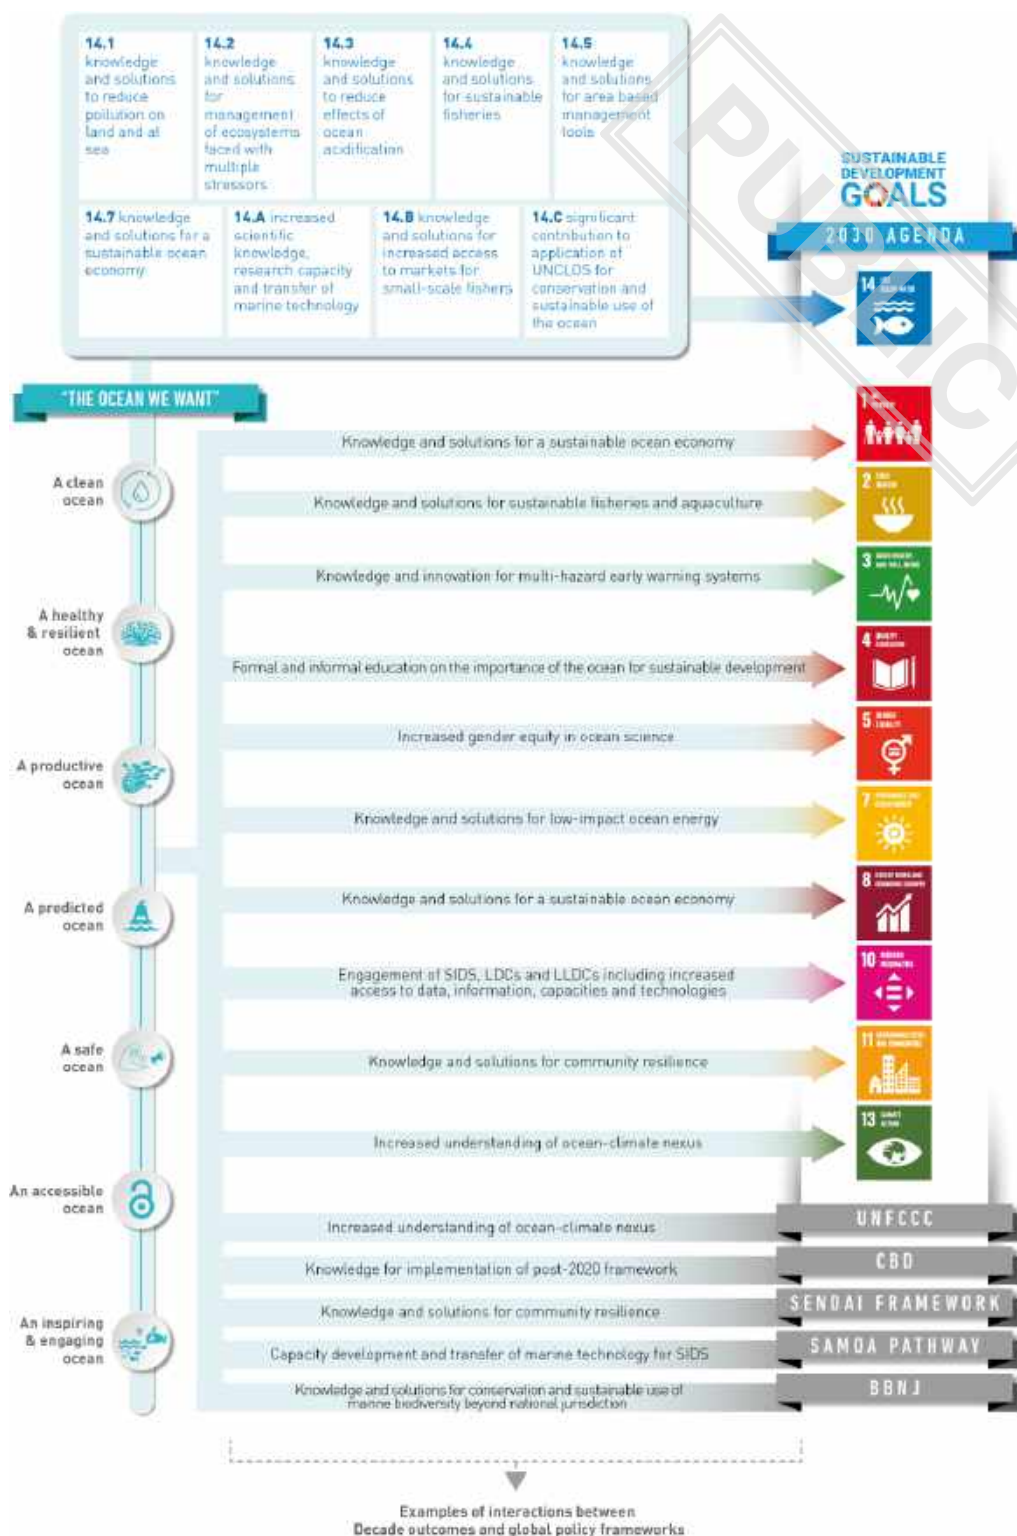 14.1
knowledge
and solutions
to reduce
pollution on
land and at
sea
14.2
knowledge
and solutions
for
management
of ecosystems
faced with
multiple
stressors
14.3
knowledge
and solutions
to reduce
effects of
ocean
acidification
14.4
knowledge
and solutions
for sustainable
fisheries
14.5
knowledge
and solutions
for area based
management
tools
14.7 knowledge
and solutions for a
sustainable ocean
economy
14.A increased
scientific
knowledge,
research capacity
and transfer of
marine technology
14.B knowledge
and solutions for
increased access
to markets for
small-scale fishers
14.C significant
contribution to
application of
UNCLOS for
conservation and
sustainable use of
the ocean
PUBLIC
SUSTAINABLE
DEVELOPMENT
GOALS
2030 AGENDA
14
"THE OCEAN WE WANT"
A clean
ocean
A healthy
& resilient
ocean
A productive
ocean
A predicted
ocean
A safe
ocean
An accessible
ocean
An inspiring
& engaging
ocean
Knowledge and solutions for a sustainable ocean economy
1
Knowledge and solutions for sustainable fisheries and aquaculture
2
Knowledge and innovation for multi-hazard early warning systems
3
Formal and informal education on the importance of the ocean for sustainable development
4
Increased gender equity in ocean science
5
Knowledge and solutions for low-impact ocean energy
7
Knowledge and solutions for a sustainable ocean economy
8
Engagement of SIDS, LDCs and LLDCs including increased
access to data, information, capacities and technologies
10
Knowledge and solutions for community resilience
11
Increased understanding of ocean-climate nexus
13
Increased understanding of ocean-climate nexus
UNFCCC
Knowledge for implementation of post-2020 framework
CBD
Knowledge and solutions for community resilience
SENDAI FRAMEWORK
Capacity development and transfer of marine technology for SIDS
SAMOA PATHWAY
Knowledge and solutions for conservation and sustainable use of
marine biodiversity beyond national jurisdiction
BBNJ
Examples of interactions between
Decade outcomes and global policy frameworks